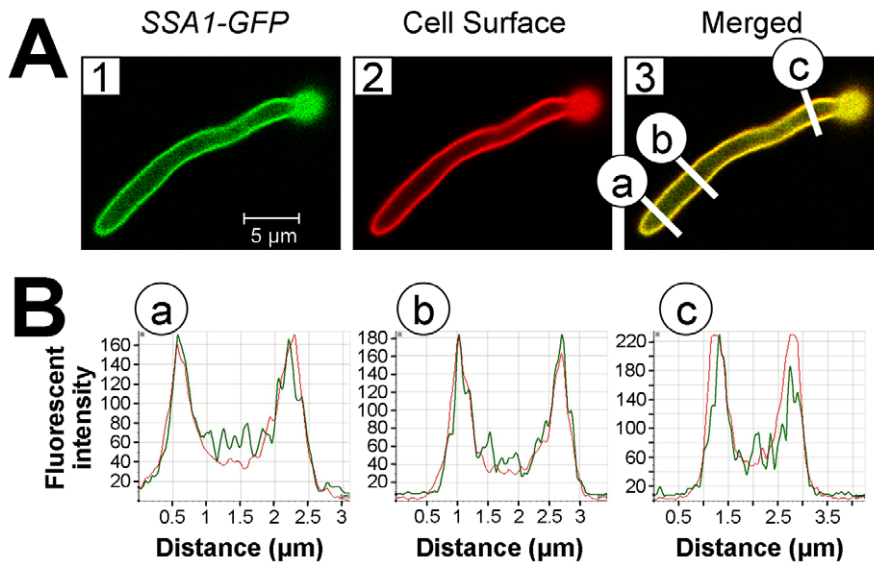 A
SSA1-GFP
Cell Surface
Merged
1
2
3
5 µm
a
b
c
B
a
b
c
Fluorescent
intensity
160
140
120
100
80
60
40
20
0.5 1 1.5 2 2.5 3
Distance (µm)
180
160
140
120
100
80
60
40
20
0.5 1 1.5 2 2.5 3
Distance (µm)
220
180
140
100
60
20
0.5 1.5 2.5 3.5
Distance (µm)